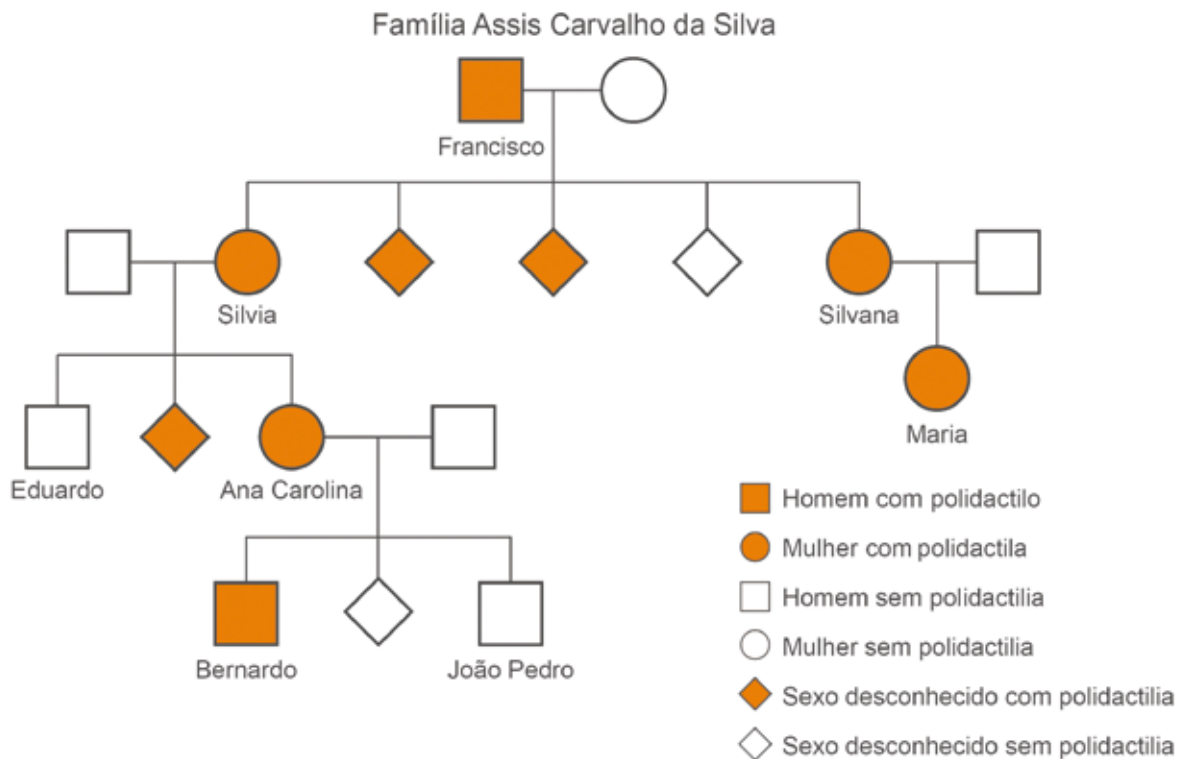 Família Assis Carvalho da Silva
Francisco
Silvia
Silvana
Maria
Eduardo
Ana Carolina
Bernardo
João Pedro
Homem com polidactilo
Mulher com polidactila
Homem sem polidactilia
Mulher sem polidactilia
Sexo desconhecido com polidactilia
Sexo desconhecido sem polidactilia